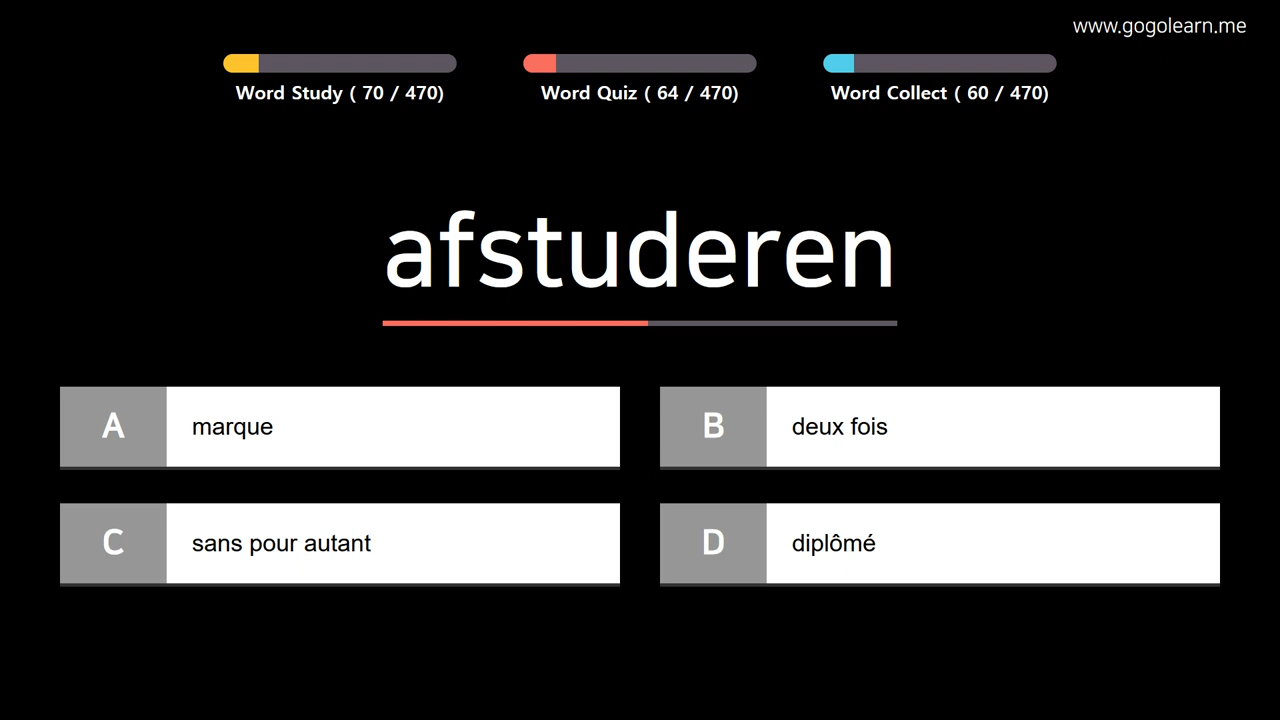 www.gogolearn.me
Word Study ( 70 / 470)
Word Quiz ( 64 / 470)
Word Collect ( 60 / 470)
afstuderen
A marque
B deux fois
C sans pour autant
D diplômé